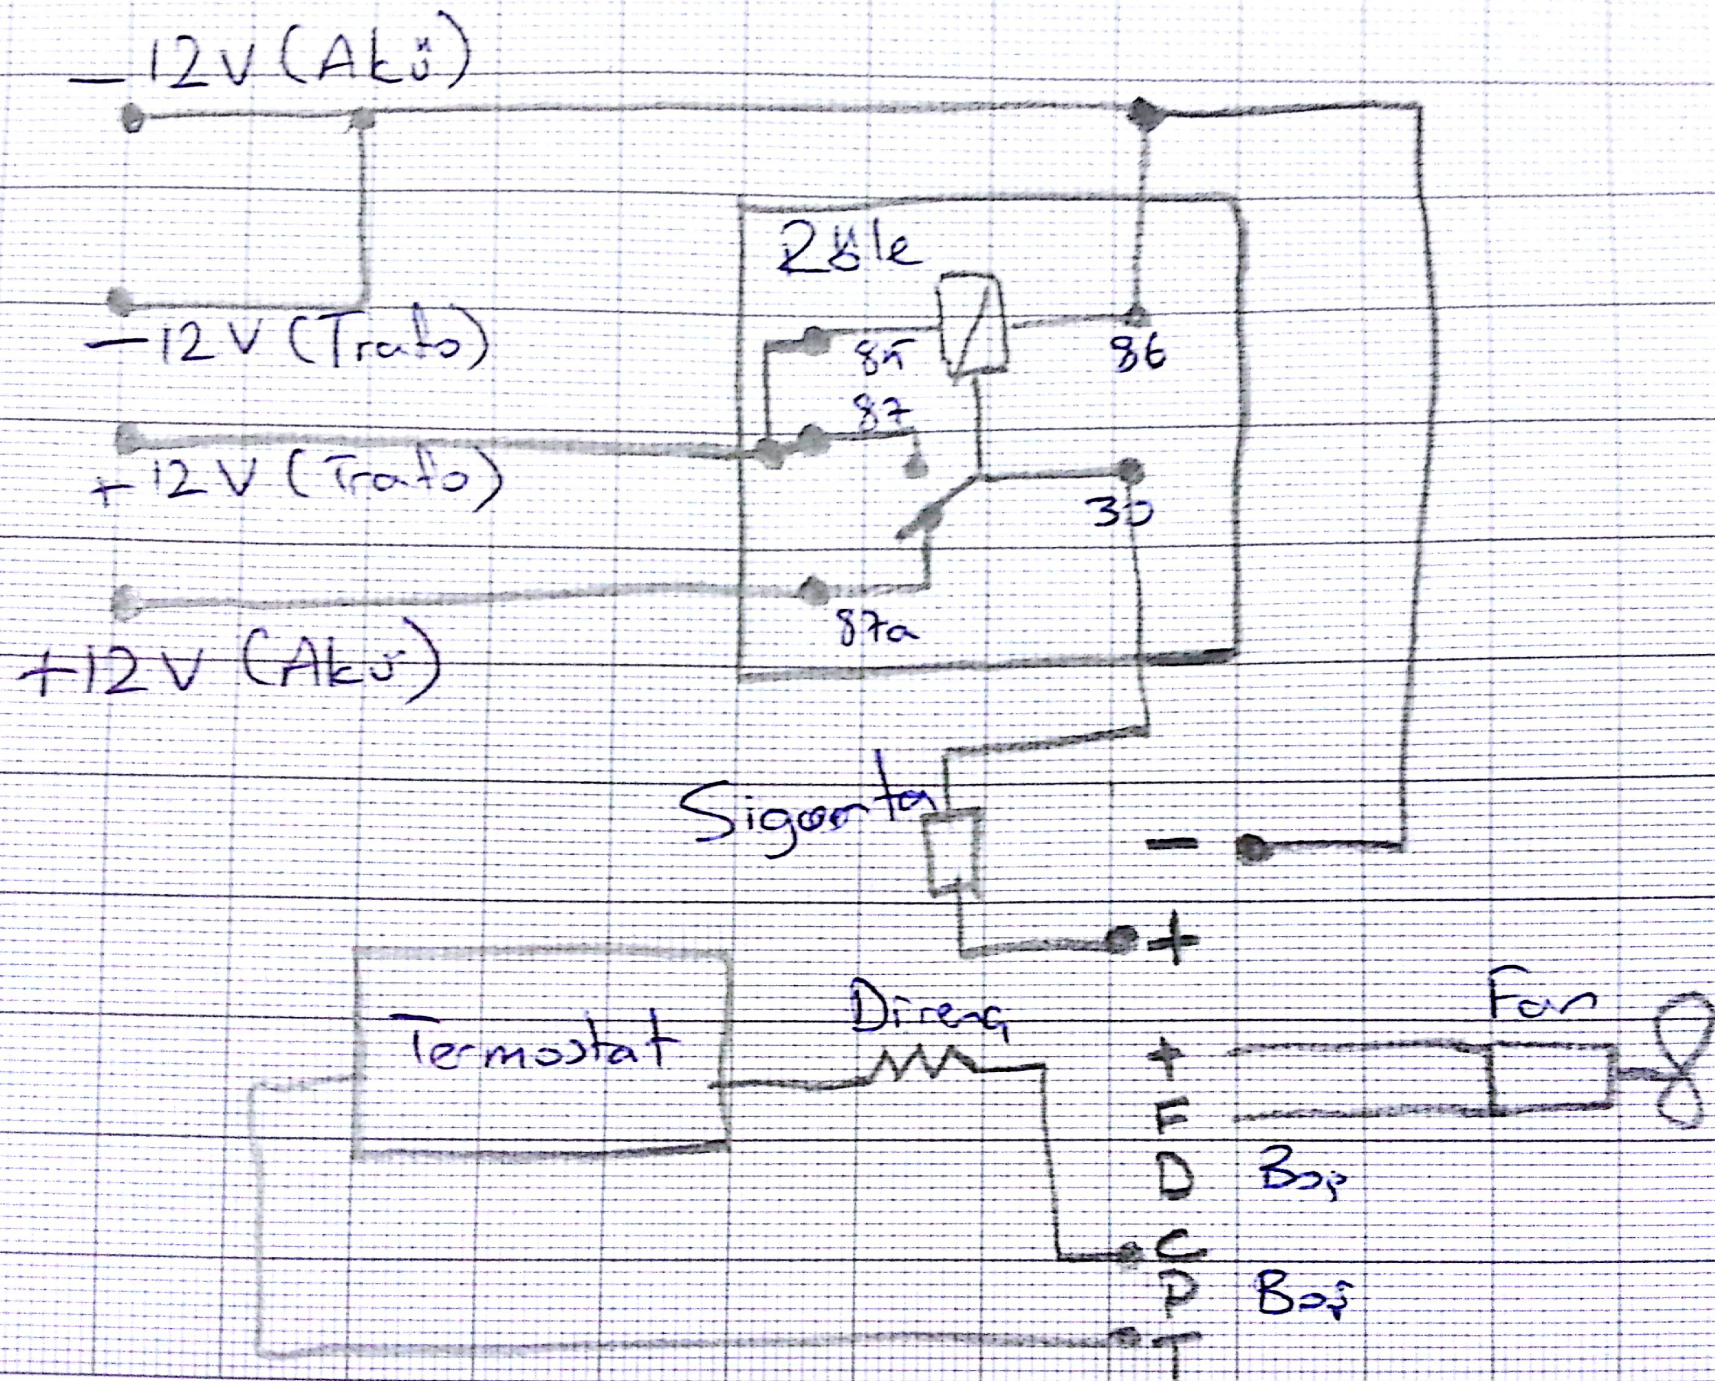 -12V (Akü)
-12V (Trafo)
+12V (Trafo)
+12V (Akü)
Röle
85
86
87
30
87a
Sigorta
-
+
Termostat
Direnç
Fan
+
F
D Boş
C
P Boş
T